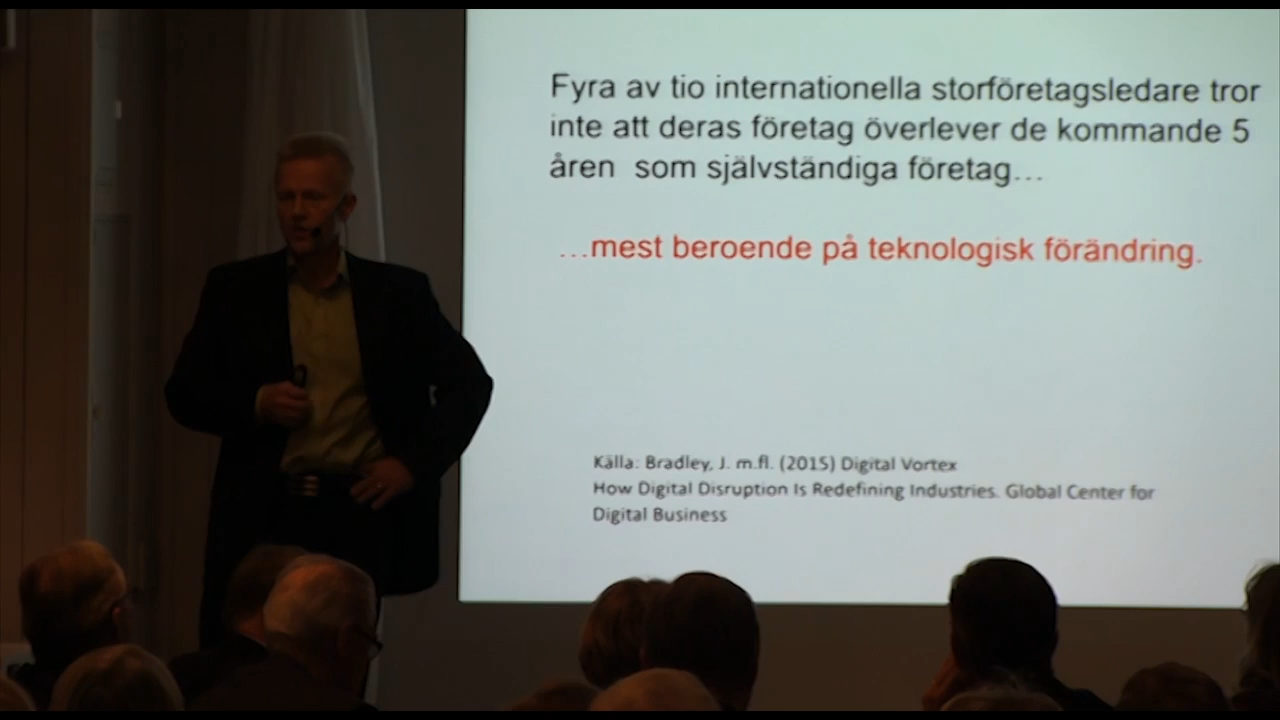 Fyra av tio internationella storföretagsledare tror
inte att deras företag överlever de kommande 5
åren som självständiga företag...
...mest beroende på teknologisk förändring.
Källa: Bradley, J. m.fl. (2015) Digital Vortex
How Digital Disruption Is Redefining Industries. Global Center for
Digital Business